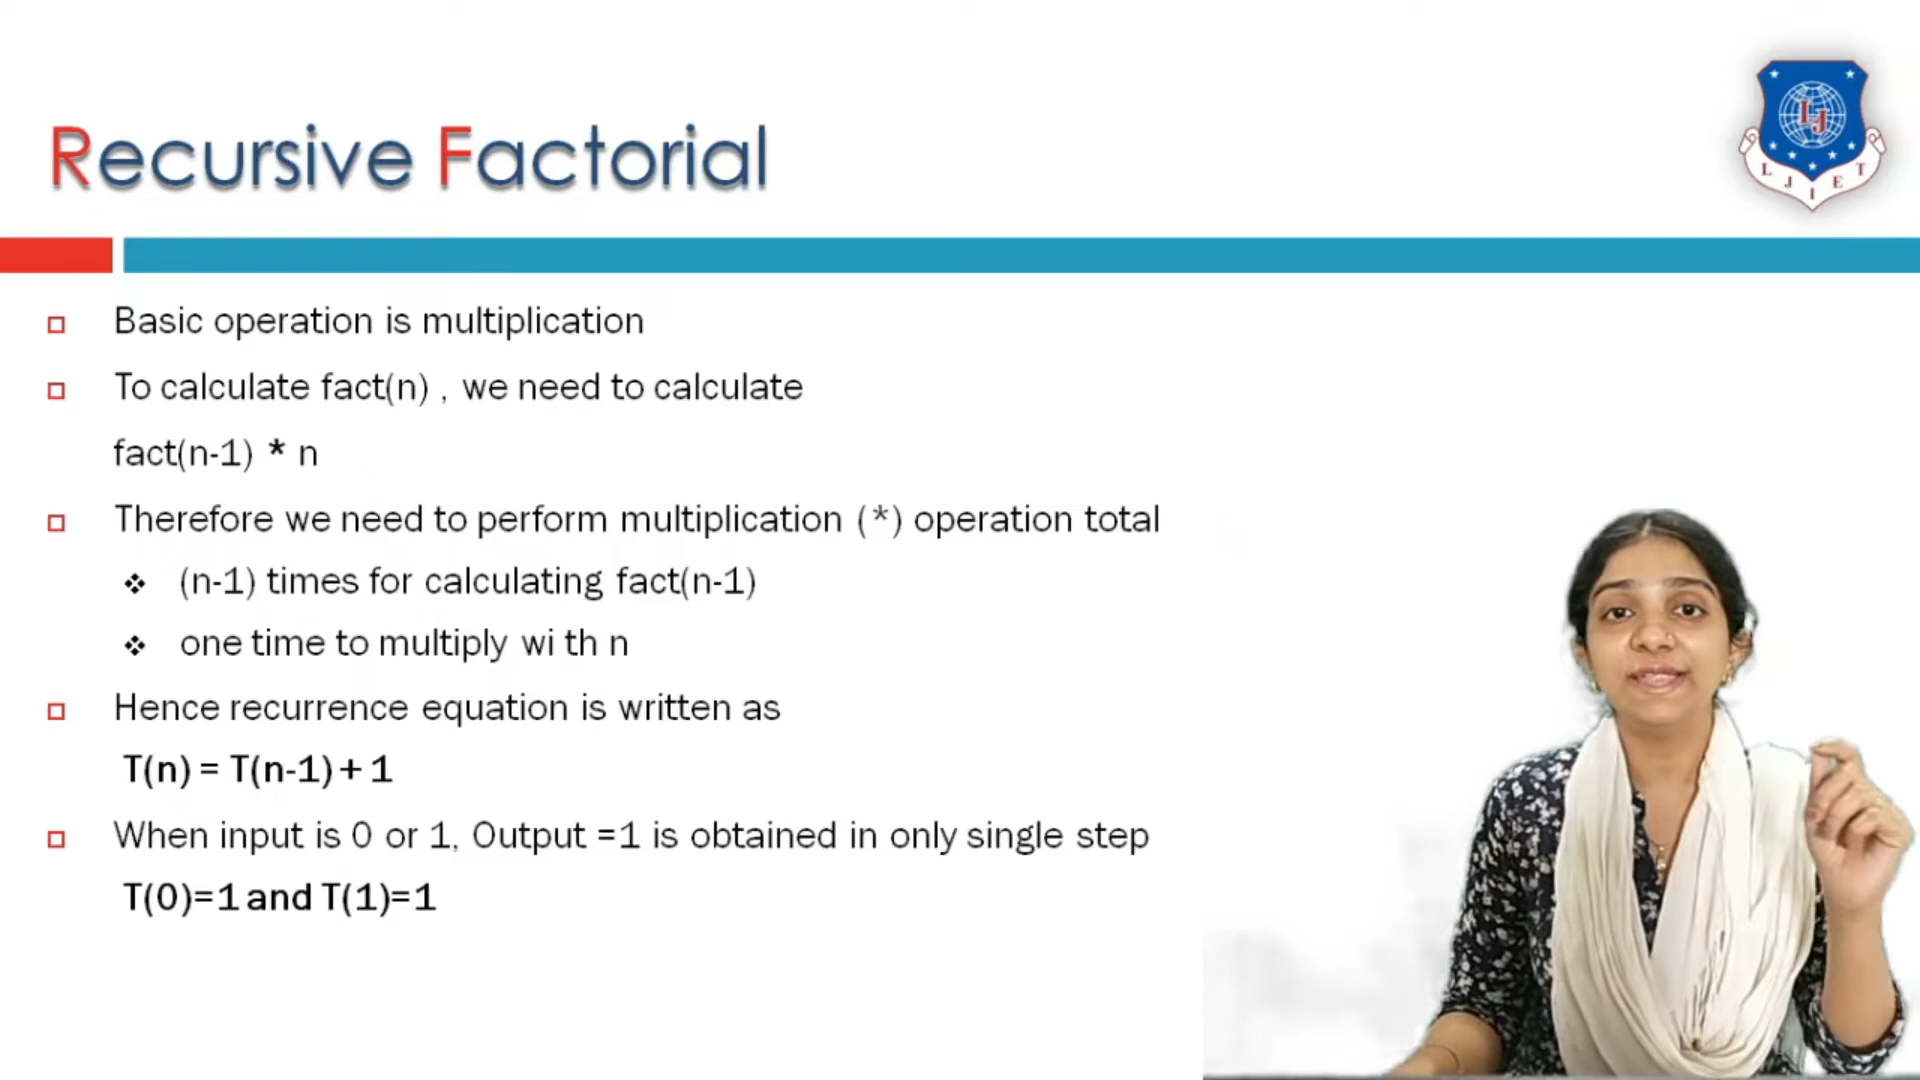 Recursive Factorial
LJ
LJIET
Basic operation is multiplication
To calculate fact(n) , we need to calculate
fact(n-1) * n
Therefore we need to perform multiplication (*) operation total
(n-1) times for calculating fact(n-1)
one time to multiply wi th n
Hence recurrence equation is written as
T(n) = T(n-1) + 1
When input is 0 or 1, Output =1 is obtained in only single step
T(0)=1 and T(1)=1